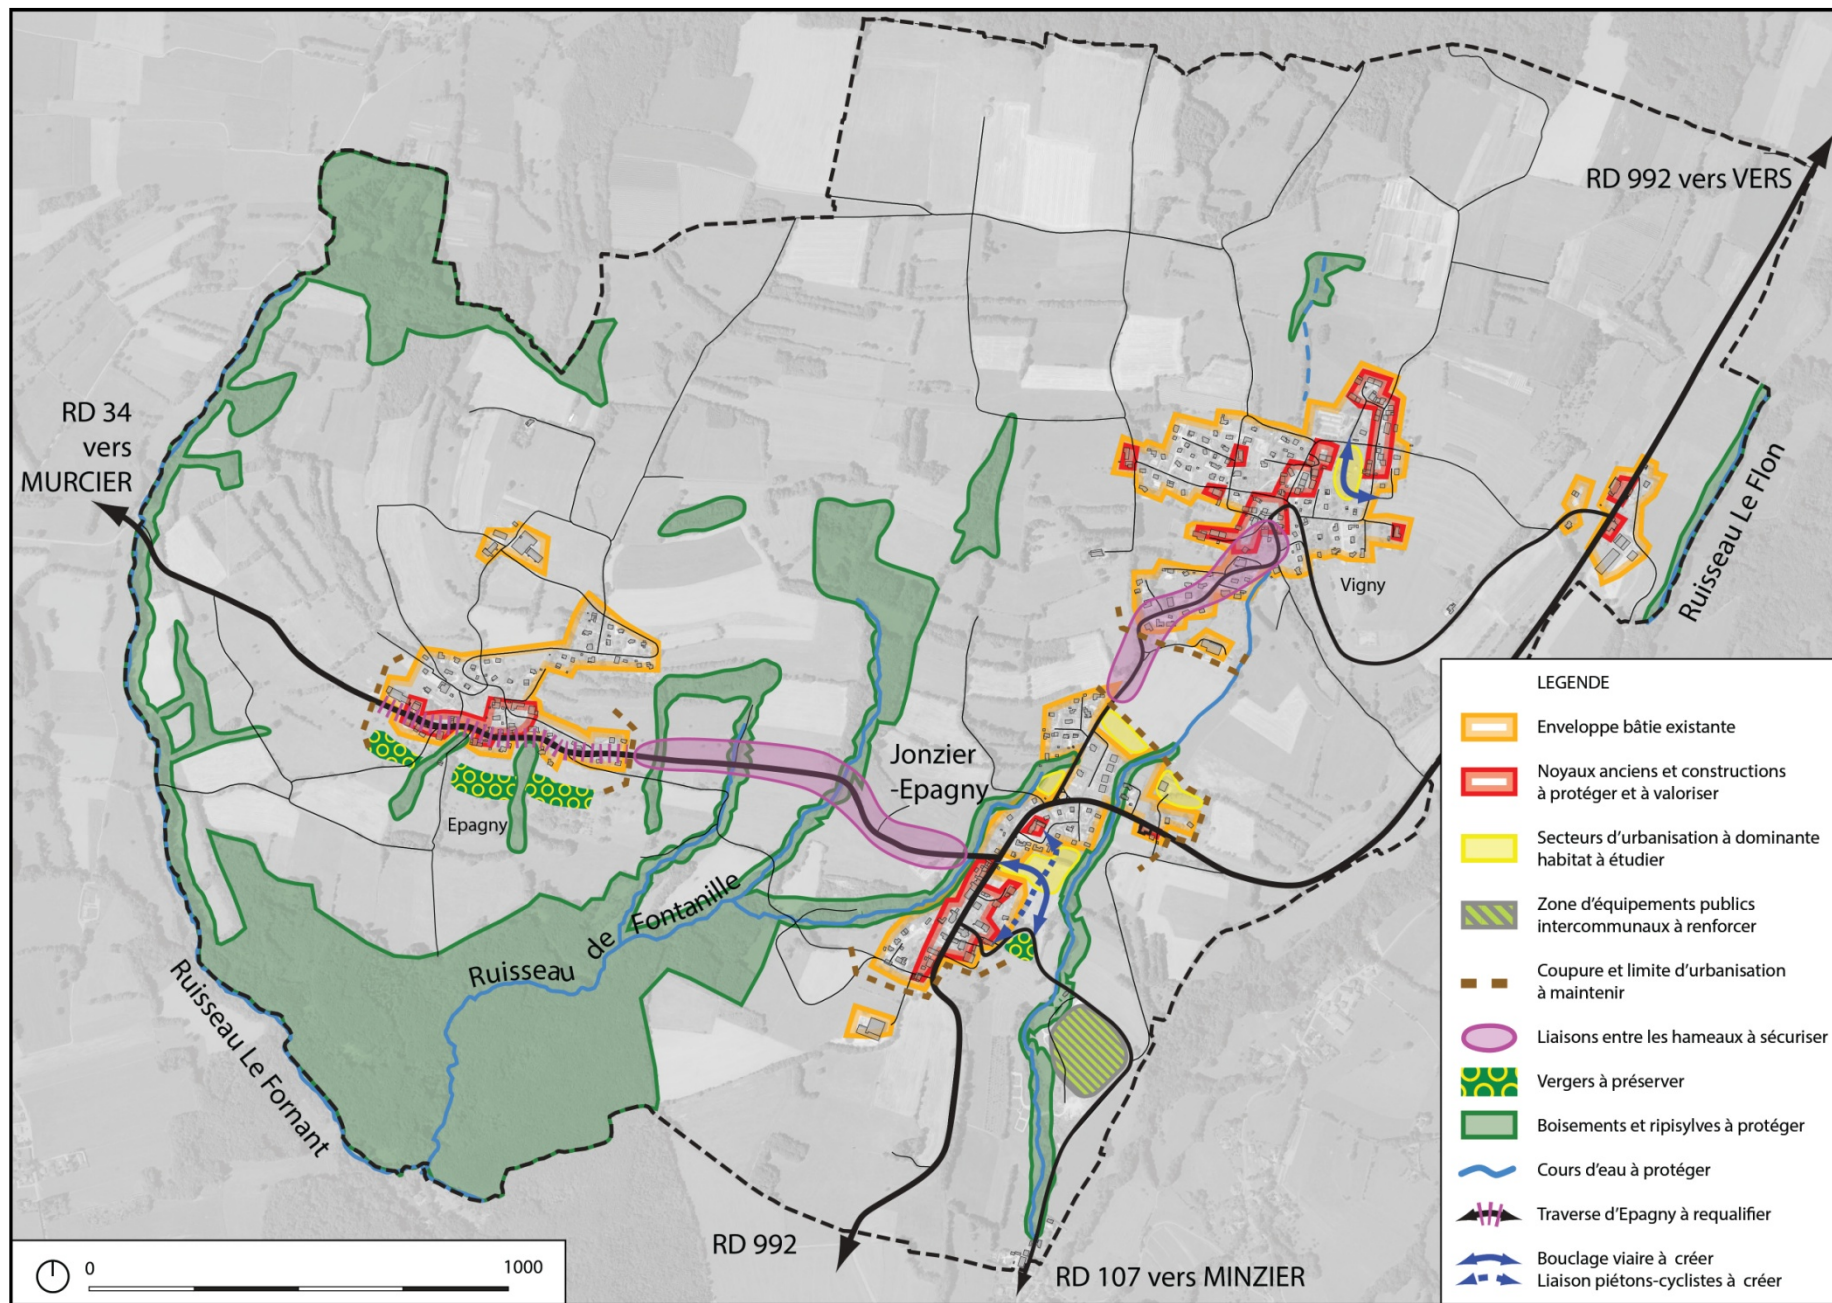 RD 992 vers VERS
RD 34
vers
MURCIER
Ruisseau Le Flon
Vigny
Jonzier
-Epagny
Epagny
Ruisseau de Fontanille
Ruisseau Le Fornant
RD 992
RD 107 vers MINZIER
0
1000
LEGENDE
Enveloppe bâtie existante
Noyaux anciens et constructions
à protéger et à valoriser
Secteurs d'urbanisation à dominante
habitat à étudier
Zone d'équipements publics
intercommunaux à renforcer
Coupure et limite d'urbanisation
à maintenir
Liaisons entre les hameaux à sécuriser
Vergers à préserver
Boisements et ripisylves à protéger
Cours d'eau à protéger
Traverse d'Epagny à requalifier
Bouclage viaire à créer
Liaison piétons-cyclistes à créer